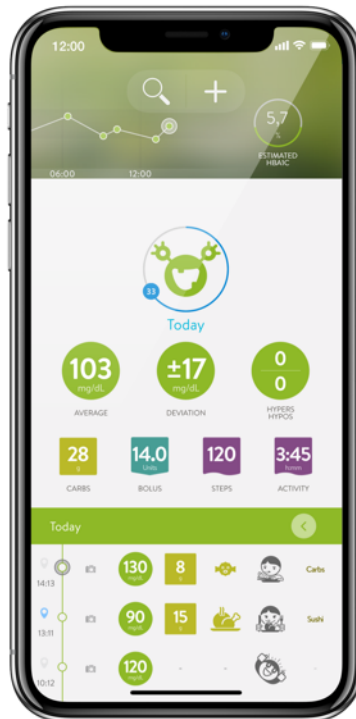 12:00
5,7
%
ESTIMATED
HBA1C
06:00 12:00
33
Today
103 ±17 0
mg/dL mg/dL 0
AVERAGE DEVIATION HYPERS
HYPOS
28 14.0 120 3:45
g Units h:mm
CARBS BOLUS STEPS ACTIVITY
Today
14:13 130 mg/dL 8 g Carbs
13:11 90 mg/dL 15 g Sushi
10:12 120 mg/dL - - -